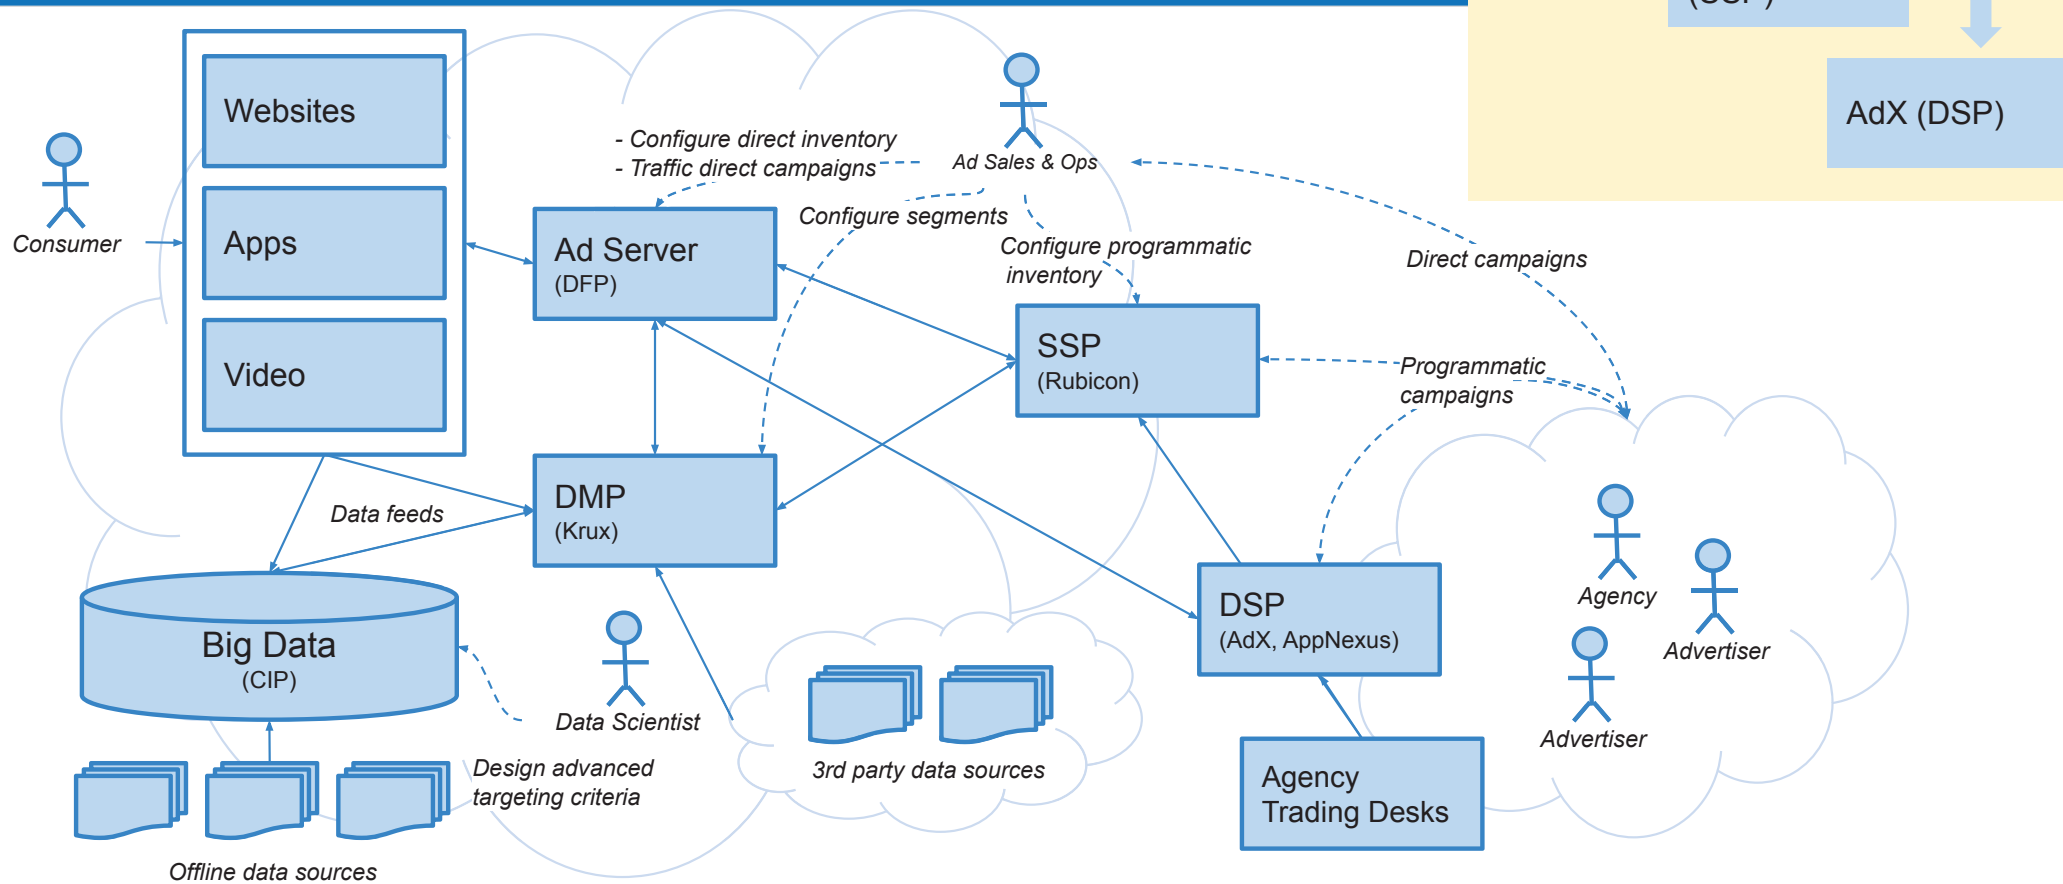 (SSP)
AdX (DSP)
Websites
Apps
Video
Consumer
- Configure direct inventory
- Traffic direct campaigns
Ad Sales & Ops
Configure segments
Configure programmatic
inventory
Direct campaigns
Ad Server
(DFP)
SSP
(Rubicon)
Programmatic
campaigns
DMP
(Krux)
Data feeds
Big Data
(CIP)
Data Scientist
Design advanced
targeting criteria
Offline data sources
3rd party data sources
DSP
(AdX, AppNexus)
Agency
Trading Desks
Agency
Advertiser
Advertiser